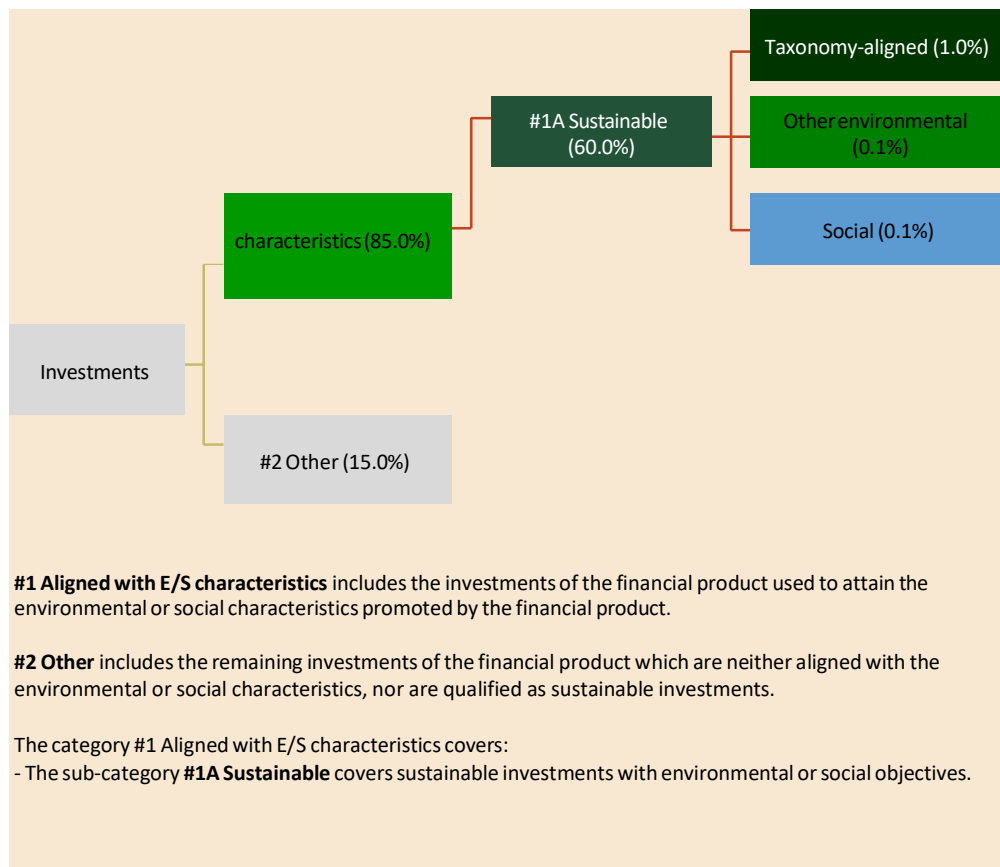 Taxonomy-aligned (1.0%)
#1A Sustainable
(60.0%)
Other environmental
(0.1%)
characteristics (85.0%)
Social (0.1%)
Investments
#2 Other (15.0%)
#1 Aligned with E/S characteristics includes the investments of the financial product used to attain the
environmental or social characteristics promoted by the financial product.
#2 Other includes the remaining investments of the financial product which are neither aligned with the
environmental or social characteristics, nor are qualified as sustainable investments.
The category #1 Aligned with E/S characteristics covers:
- The sub-category #1A Sustainable covers sustainable investments with environmental or social objectives.